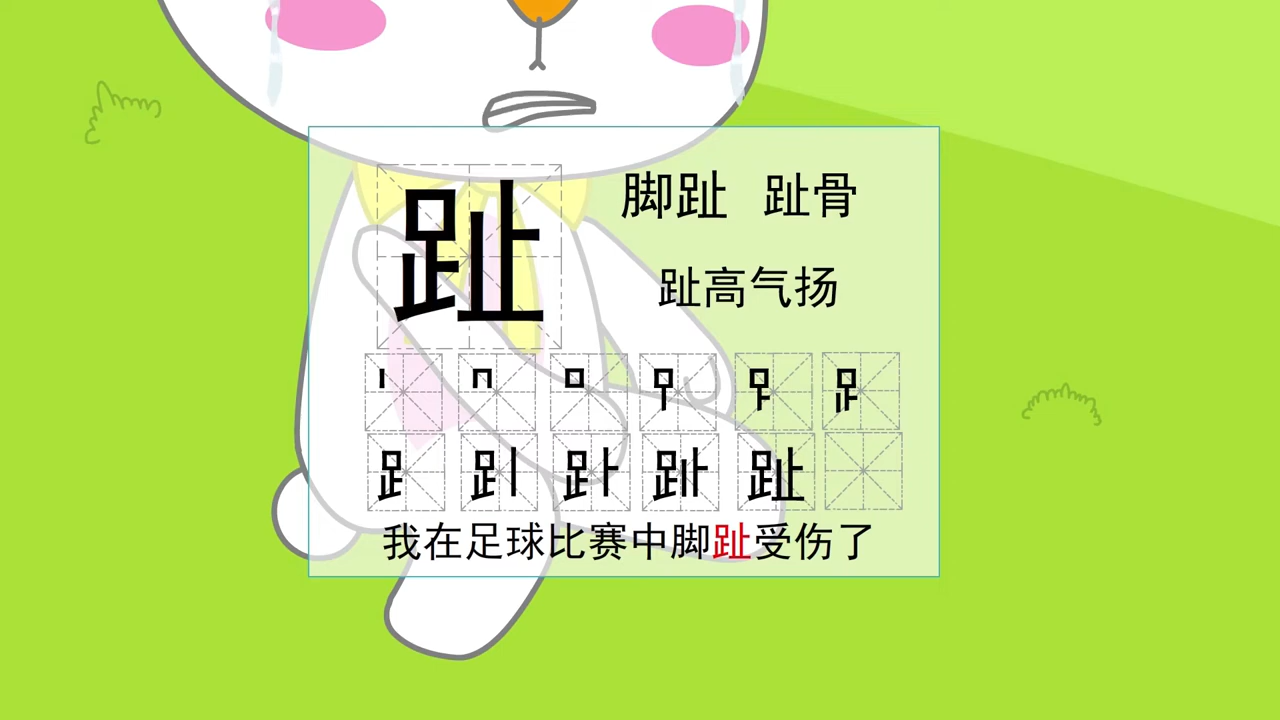 趾
脚趾 趾骨
趾高气扬
我在足球比赛中脚趾受伤了